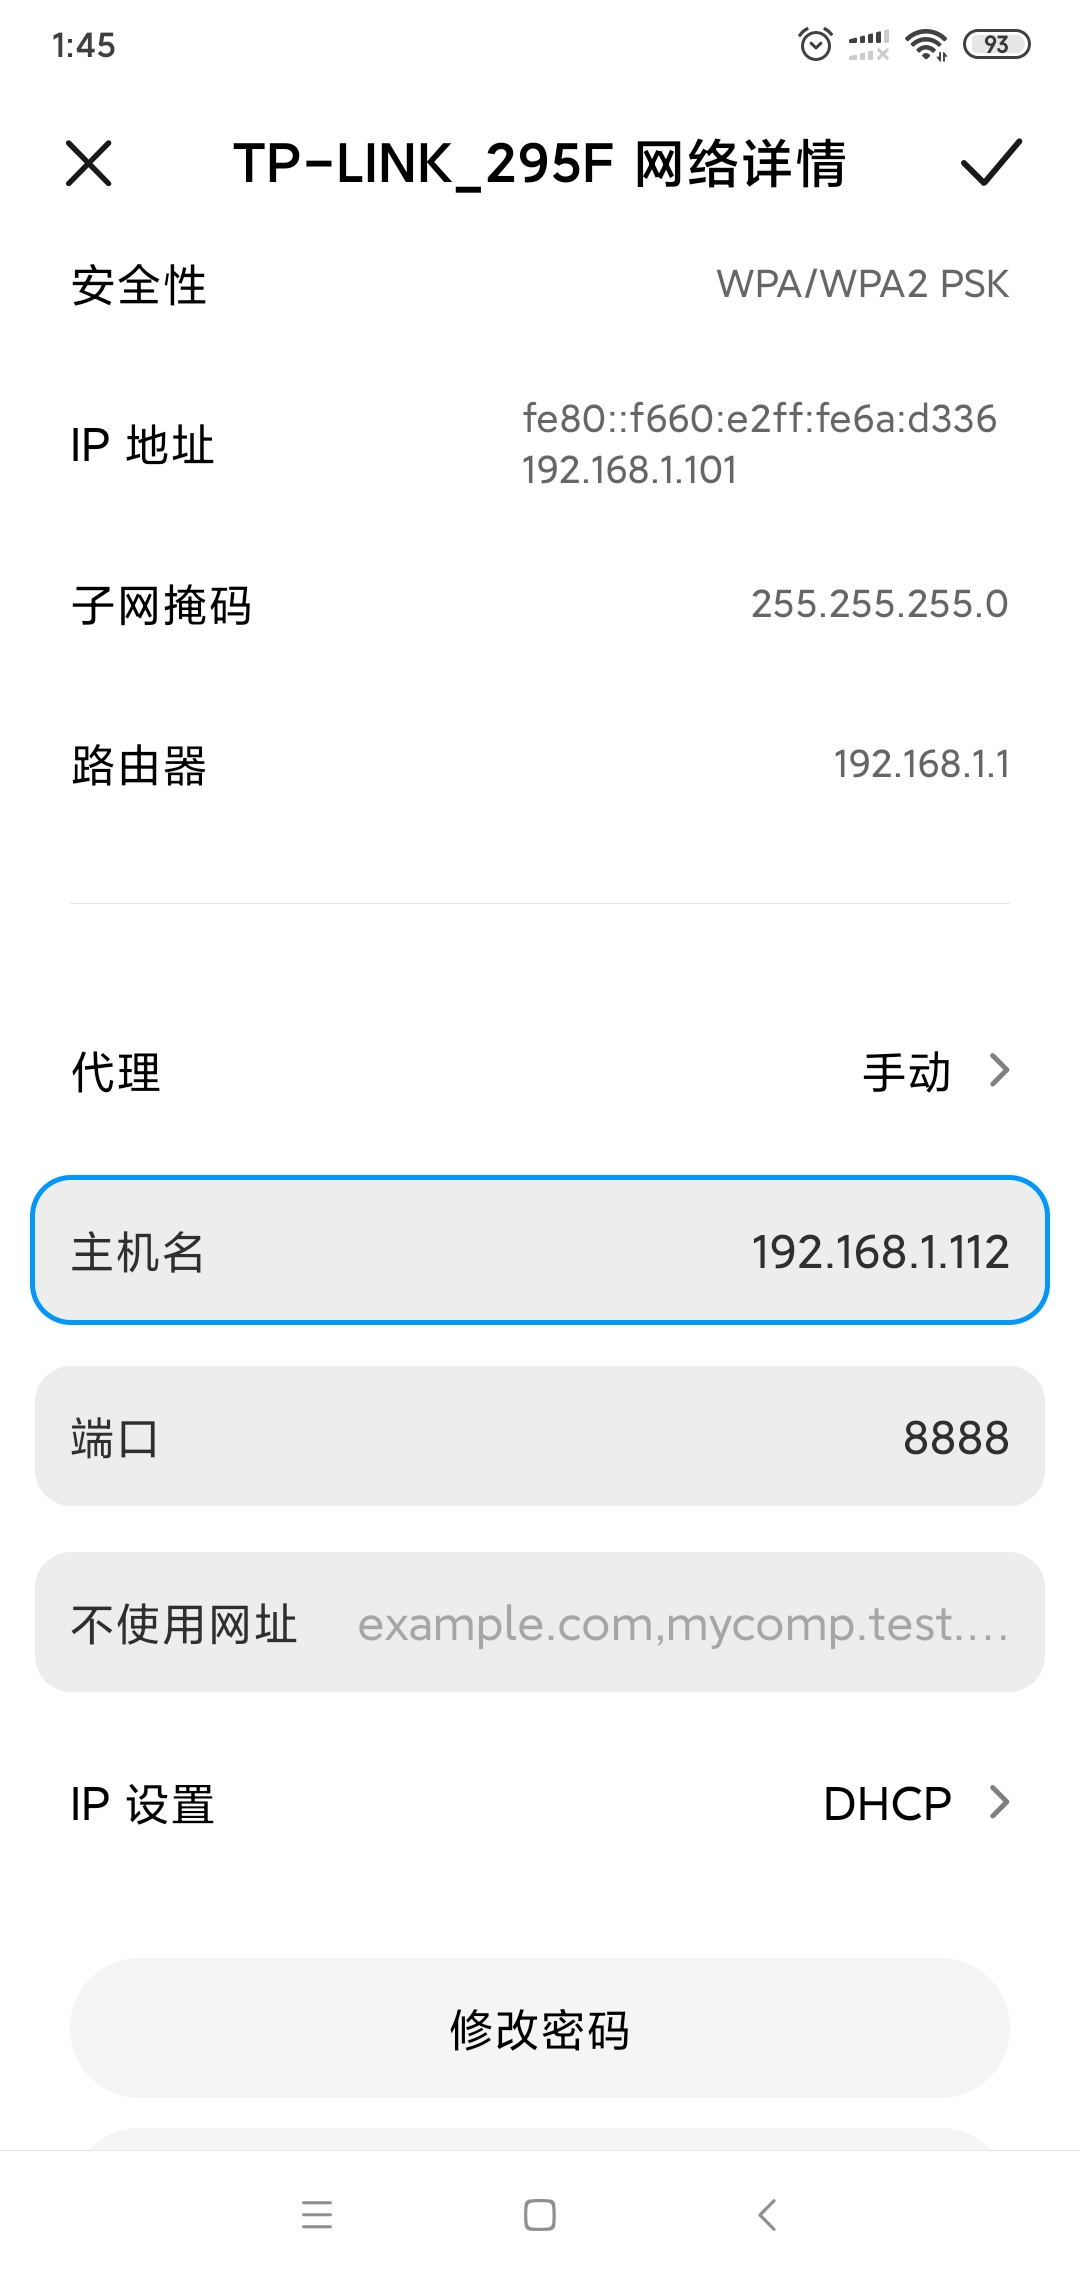 1:45
93
TP-LINK_295F 网络详情
安全性 WPA/WPA2 PSK
IP 地址 fe80::f660:e2ff:fe6a:d336
192.168.1.101
子网掩码 255.255.255.0
路由器 192.168.1.1
代理 手动
主机名 192.168.1.112
端口 8888
不使用网址 example.com,mycomp.test....
IP 设置 DHCP
修改密码